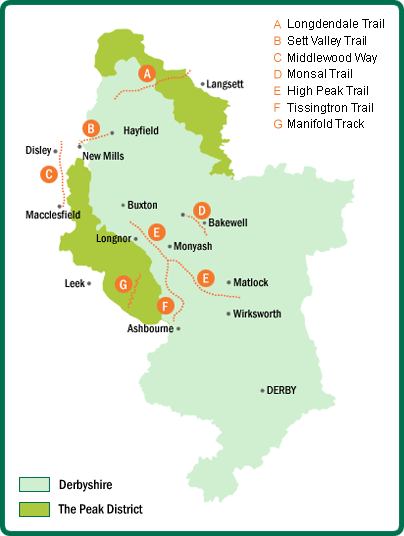 A Longdendale Trail
B Sett Valley Trail
C Middlewood Way
D Monsal Trail
E High Peak Trail
F Tissingtron Trail
G Manifold Track
A
Langsett
B
Hayfield
Disley
New Mills
C
Macclesfield
Buxton
D
Bakewell
E
Longnor
Monyash
Leek
G
E
Matlock
F
Wirksworth
Ashbourne
DERBY
Derbyshire
The Peak District